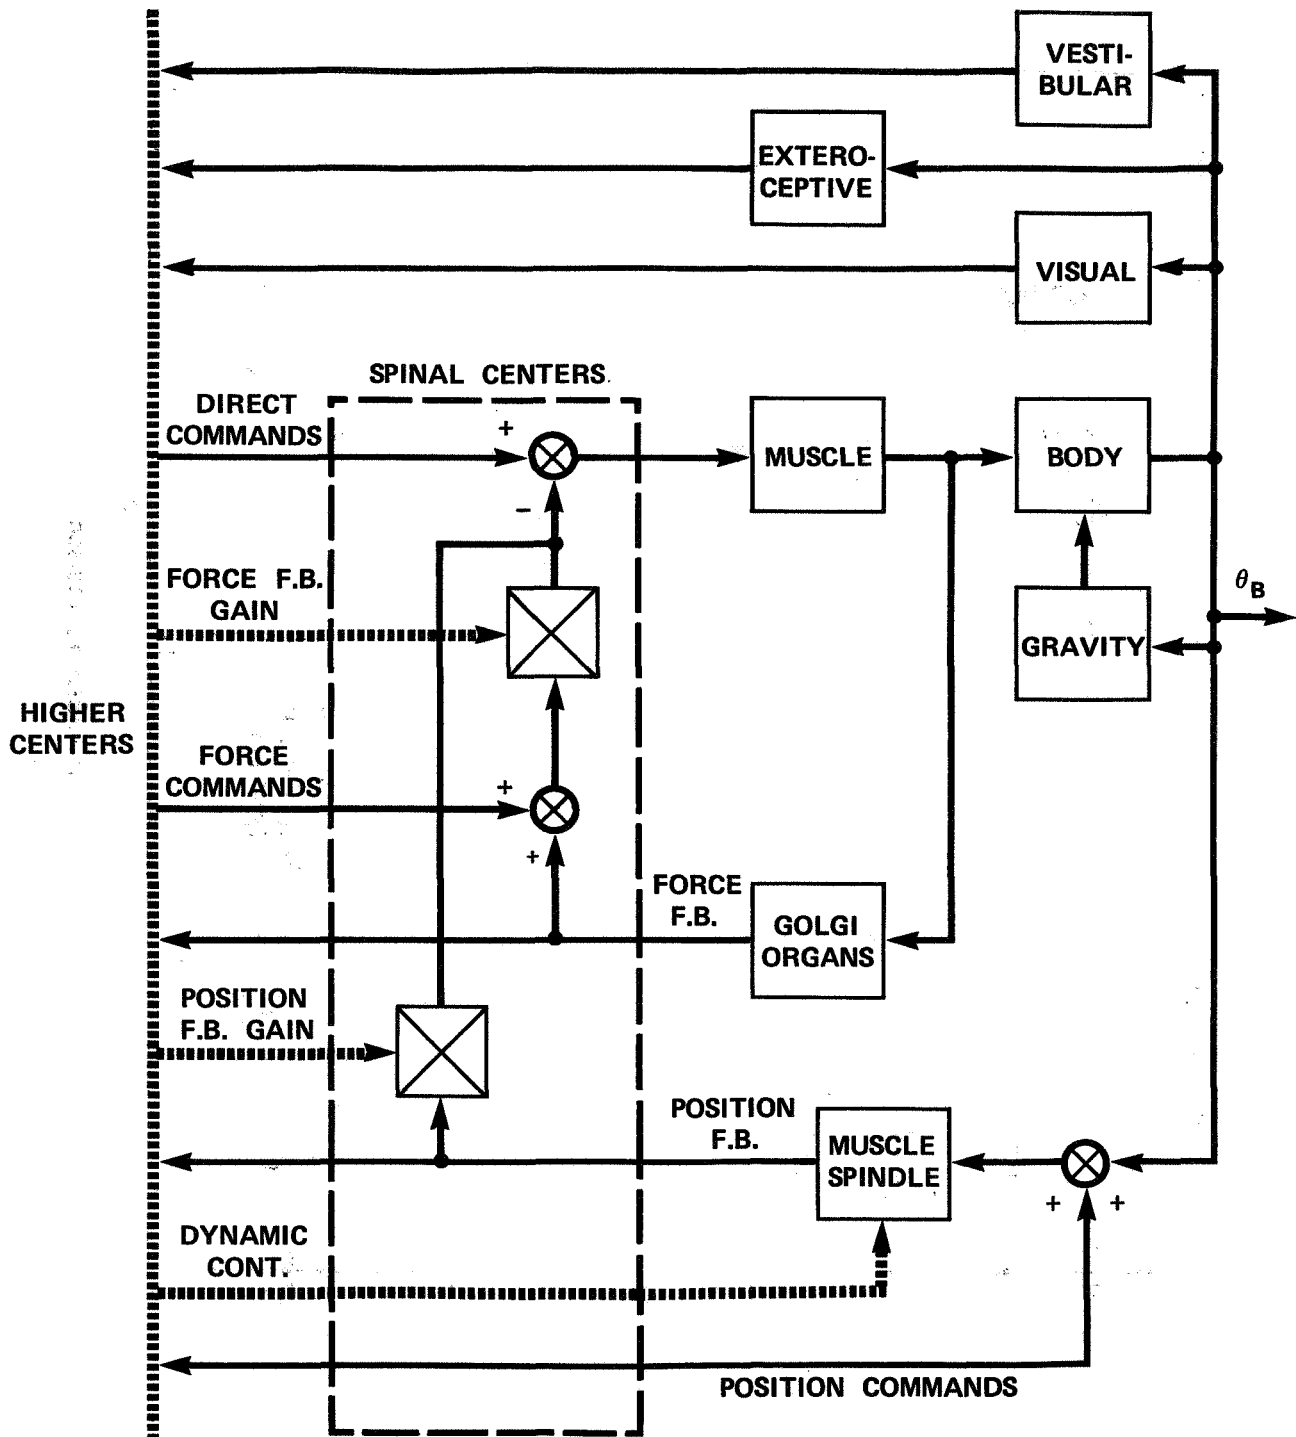 VESTI-
BULAR
EXTERO-
CEPTIVE
VISUAL
SPINAL CENTERS
DIRECT
COMMANDS
+
MUSCLE
BODY
−
FORCE F.B.
GAIN
θB
GRAVITY
HIGHER
CENTERS
FORCE
COMMANDS
+
+
FORCE
F.B.
GOLGI
ORGANS
POSITION
F.B. GAIN
POSITION
F.B.
MUSCLE
SPINDLE
+ +
DYNAMIC
CONT.
POSITION COMMANDS